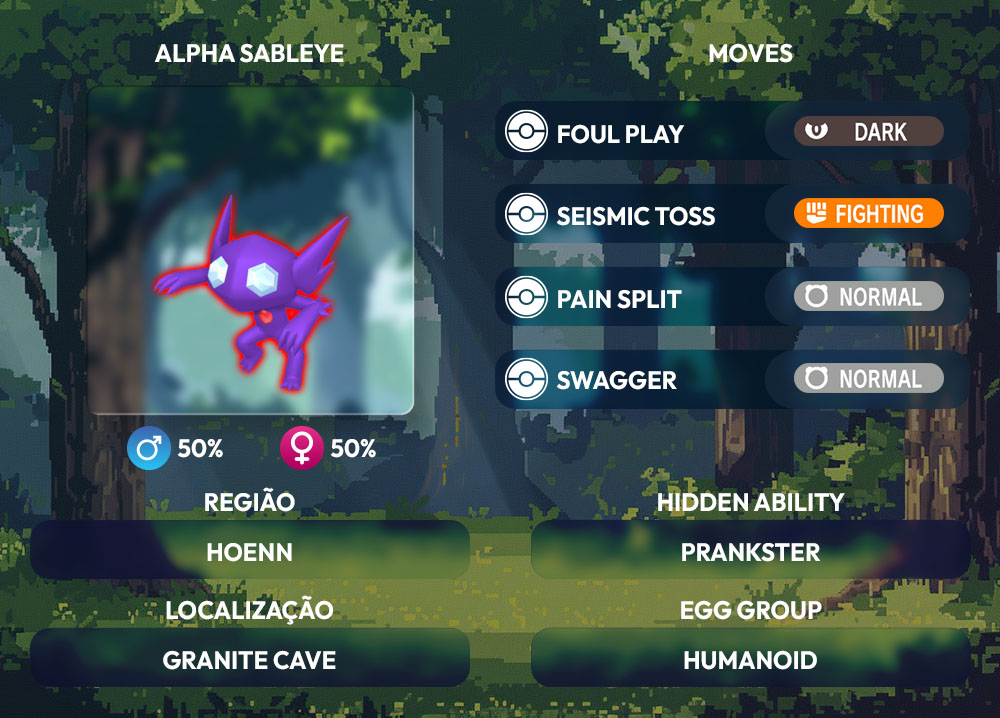 ALPHA SABLEYE
50%
50%
REGIÃO
HOENN
LOCALIZAÇÃO
GRANITE CAVE
MOVES
FOUL PLAY
DARK
SEISMIC TOSS
FIGHTING
PAIN SPLIT
NORMAL
SWAGGER
NORMAL
HIDDEN ABILITY
PRANKSTER
EGG GROUP
HUMANOID